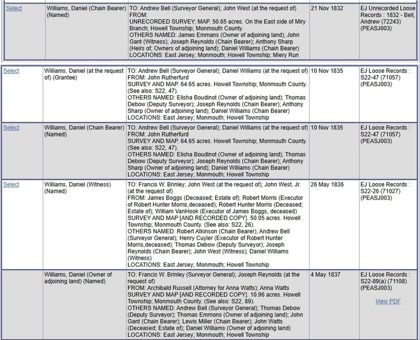 Select
Williams, Daniel (Chain Bearer)
(Named)
TO: Andrew Bell (Surveyor General); John West (at the request of)
FROM
UNRECORDED SURVEY; MAP. 50.65 acres. On the East side of Miry
Branch; Howell Township; Monmouth County.
OTHERS NAMED: James Emmons (Owner of adjoining land); John
Gant (Witness); Joseph Reynolds (Chain Bearer); Anthony Sharp
(Heirs of; Owners of adjoining land); Daniel Williams (Chain Bearer)
LOCATIONS: East Jersey; Monmouth; Howell Township; Miery Run
21 Nov 1832
EJ Unrecorded Loose
Records : 1832 - Bell,
Andrew (72243)
(PEASJ003)
Select
Williams, Daniel (at the request
of) (Grantee)
TO: Andrew Bell (Surveyor General); Daniel Williams (at the request of)
FROM: John Rutherfurd
SURVEY AND MAP. 64.65 acres. Howell Township; Monmouth County.
(See also: S22, 47).
OTHERS NAMED: Elisha Boudinot (Owner of adjoining land); Thomas
Debow (Deputy Surveyor); Joseph Reynolds (Chain Bearer); Anthony
Sharp (Owner of adjoining land); Daniel Williams (Chain Bearer)
LOCATIONS: East Jersey; Monmouth; Howell Township
10 Nov 1835
EJ Loose Records :
S22-47 (71057)
(PEASJ003)
Select
Williams, Daniel (Chain Bearer)
(Named)
TO: Andrew Bell (Surveyor General); Daniel Williams (at the request of)
FROM: John Rutherfurd
SURVEY AND MAP. 64.65 acres. Howell Township; Monmouth County.
(See also: S22, 47).
OTHERS NAMED: Elisha Boudinot (Owner of adjoining land); Thomas
Debow (Deputy Surveyor); Joseph Reynolds (Chain Bearer); Anthony
Sharp (Owner of adjoining land); Daniel Williams (Chain Bearer)
LOCATIONS: East Jersey; Monmouth; Howell Township
10 Nov 1835
EJ Loose Records :
S22-47 (71057)
(PEASJ003)
Select
Williams, Daniel (Witness)
(Named)
TO: Francis W. Brinley; John West (at the request of); John West, Jr.
(at the request of)
FROM: James Boggs (Deceased; Estate of); Robert Morris (Executor
of Robert Hunter Morris,deceased); Robert Hunter Morris (Deceased;
Estate of); William VanHook (Executor of James Boggs, deceased)
SURVEY AND MAP [AND RECORDED COPY]. 50.05 acres. Howell
Township; Monmouth County. (See also: S22, 26).
OTHERS NAMED: Robert Atkinson (Chain Bearer); Andrew Bell
(Surveyor General); Henry Cuyler (Executor of Robert Hunter
Morris,deceased); Thomas Debow (Deputy Surveyor); Joseph
Reynolds (Chain Bearer); John West (Witness); Daniel Williams
(Witness)
LOCATIONS: East Jersey; Monmouth; Howell Township
26 May 1836
EJ Loose Records :
S22-26 (71027)
(PEASJ003)
Williams, Daniel (Owner of
adjoining land) (Named)
TO: Francis W. Brinley (Surveyor General); Joseph Reynolds (at the
request of)
FROM: Archibald Russell (Attorney for Anna Watts); Anna Watts
SURVEY AND MAP [AND RECORDED COPY]. 10.96 acres. Howell
Township; Monmouth County. (See also: S22, 89).
OTHERS NAMED: Andrew Bell (Surveyor General); Thomas Debow
(Deputy Surveyor); Thomas Emmons (Owner of adjoining land); John
Gant (Chain Bearer); Lewis Miller (Chain Bearer); John Watts
(Deceased; Estate of); Daniel Williams (Owner of adjoining land)
LOCATIONS: East Jersey; Monmouth; Howell Township
4 May 1837
EJ Loose Records :
S22-89(a) (71108)
(PEASJ003)
View PDF